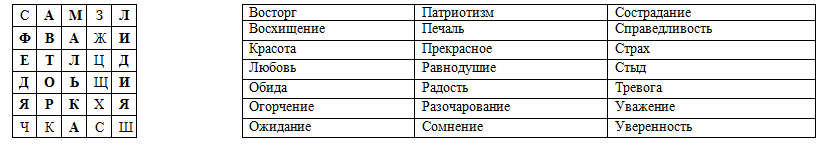 С А М З Л
Ф В А Ж И
Е Т Л Ц Д
Д О Ь Щ И
Я Р К Х Я
Ч К А С Ш
Восторг Патриотизм Сострадание
Восхищение Печаль Справедливость
Красота Прекрасное Страх
Любовь Равнодушие Стыд
Обида Радость Тревога
Огорчение Разочарование Уважение
Ожидание Сомнение Уверенность